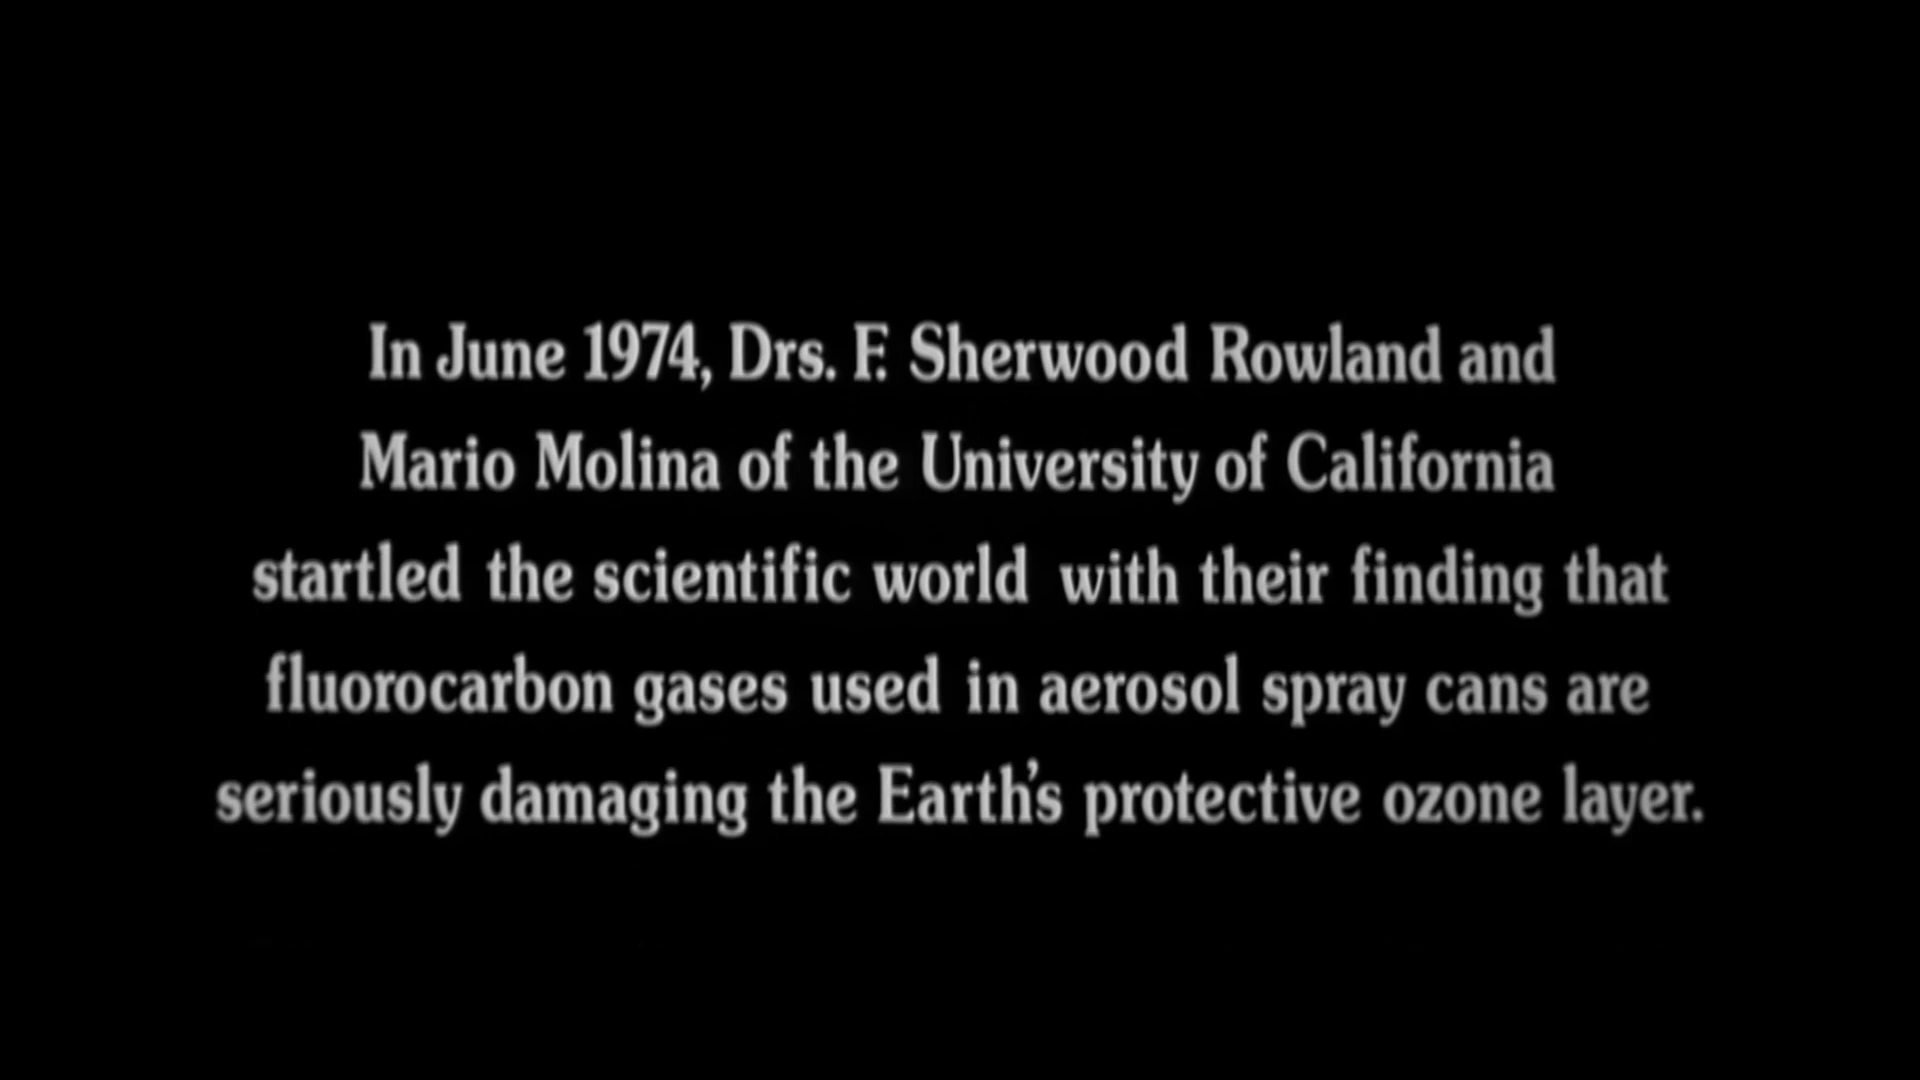 In June 1974, Drs. F. Sherwood Rowland and
Mario Molina of the University of California
startled the scientific world with their finding that
fluorocarbon gases used in aerosol spray cans are
seriously damaging the Earth's protective ozone layer.